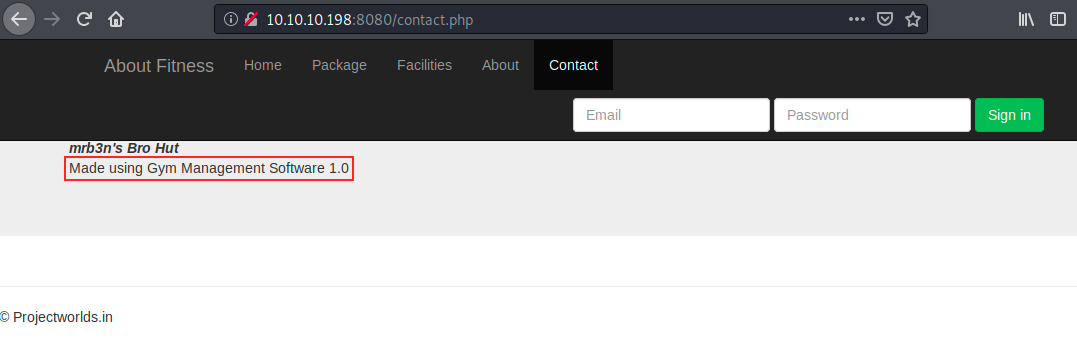 10.10.10.198:8080/contact.php
About Fitness Home Package Facilities About Contact
Email Password Sign in
mrb3n's Bro Hut
Made using Gym Management Software 1.0
© Projectworlds.in